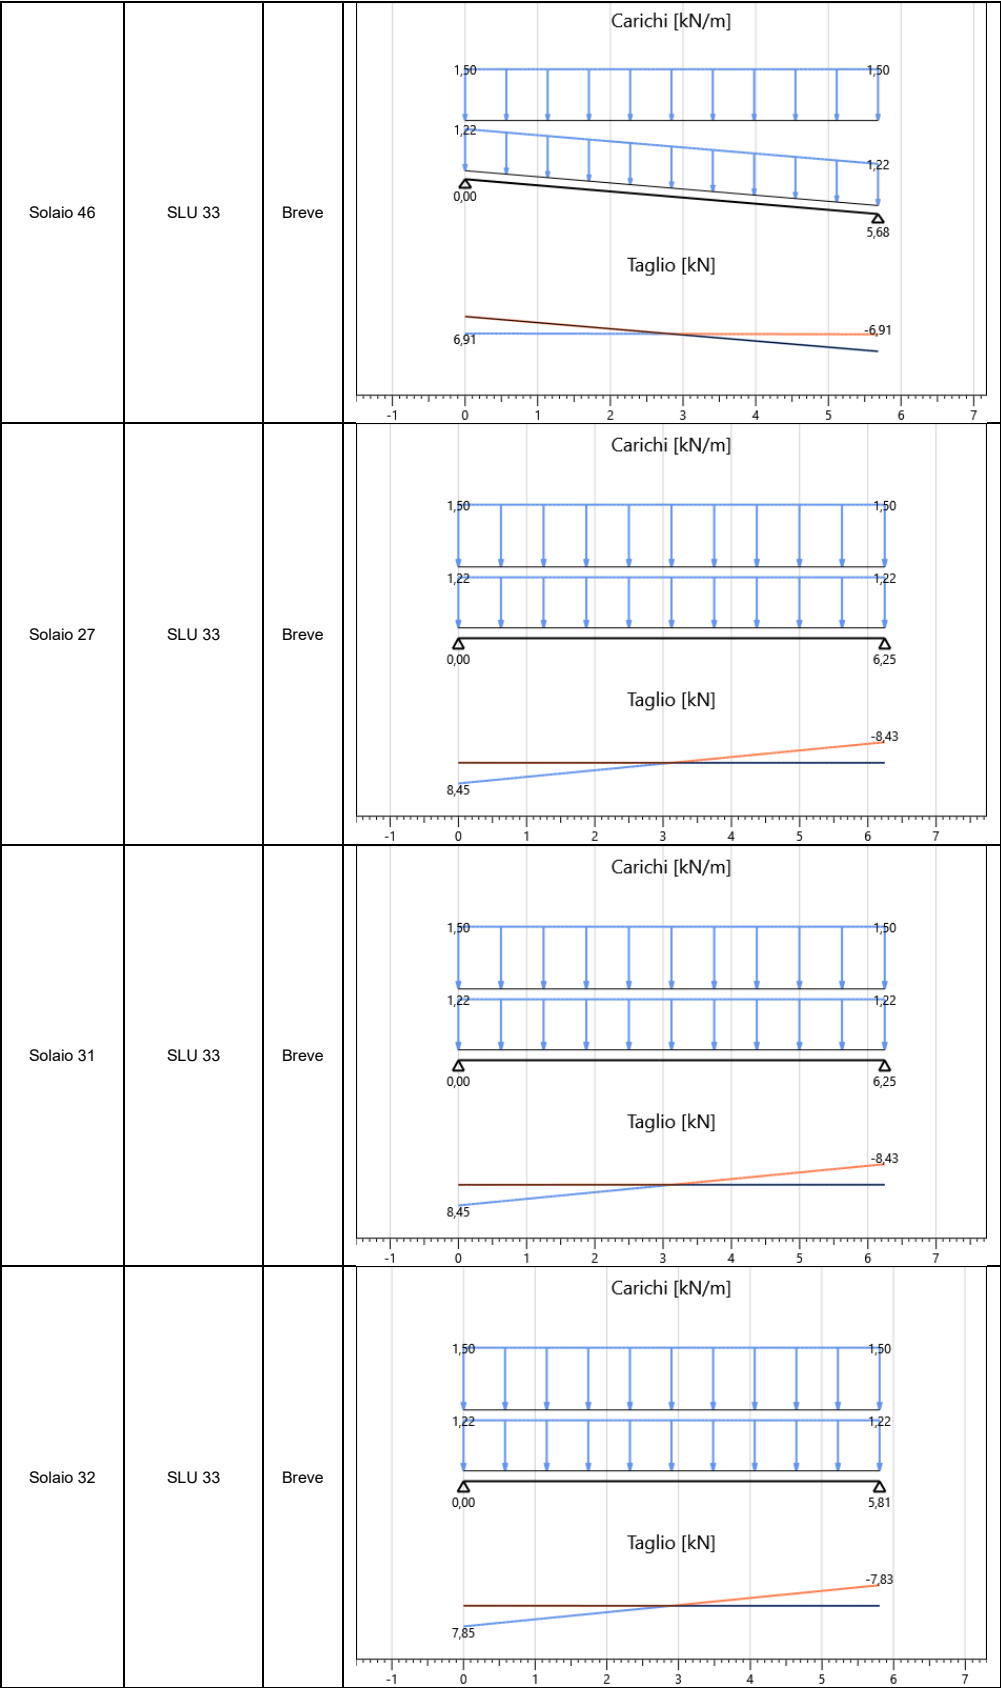 Solaio 46
SLU 33
Breve
Carichi [kN/m]
1,50
1,50
1,22
1,22
0,00
5,68
Taglio [kN]
6,91
-6,91
-1 0 1 2 3 4 5 6 7
Solaio 27
SLU 33
Breve
Carichi [kN/m]
1,50
1,50
1,22
1,22
0,00
6,25
Taglio [kN]
-8,43
8,45
-1 0 1 2 3 4 5 6 7
Solaio 31
SLU 33
Breve
Carichi [kN/m]
1,50
1,50
1,22
1,22
0,00
6,25
Taglio [kN]
-8,43
8,45
-1 0 1 2 3 4 5 6 7
Solaio 32
SLU 33
Breve
Carichi [kN/m]
1,50
1,50
1,22
1,22
0,00
5,81
Taglio [kN]
-7,83
7,85
-1 0 1 2 3 4 5 6 7